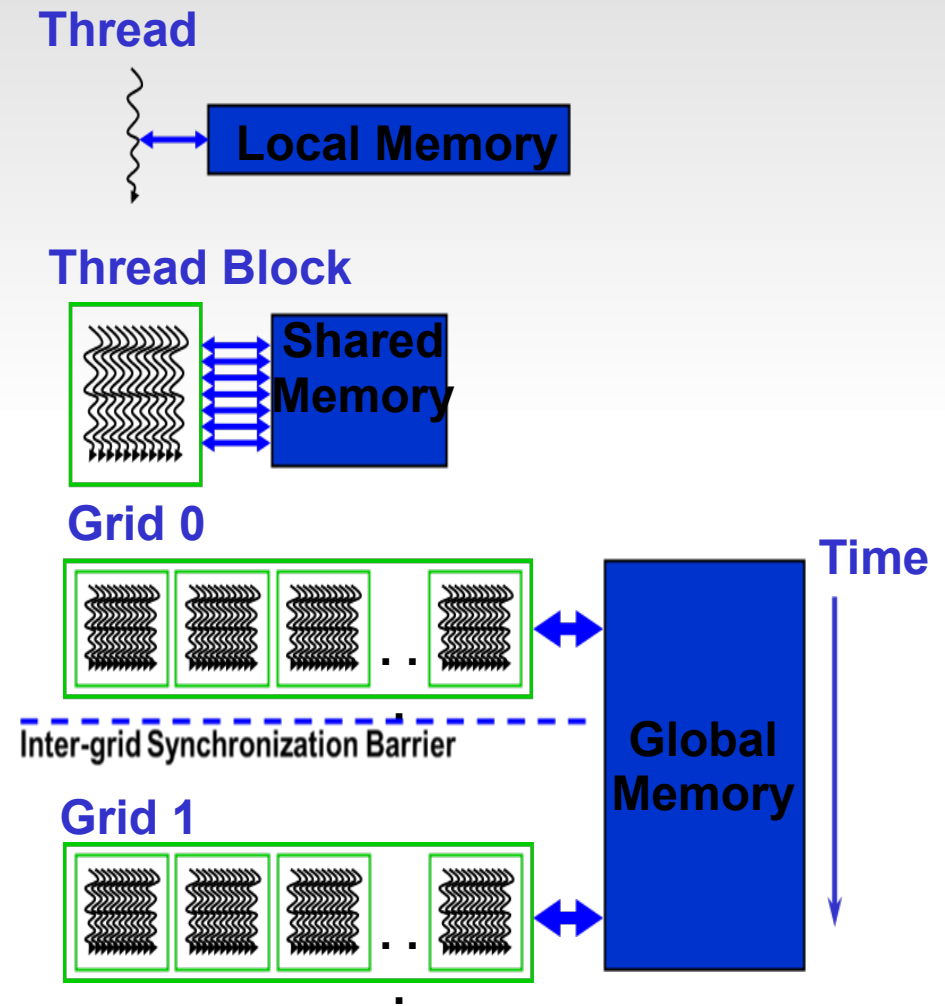 Thread
Local Memory
Thread Block
Shared
Memory
Grid 0
Time
. .
.
Inter-grid Synchronization Barrier
Global
Memory
Grid 1
. .
.